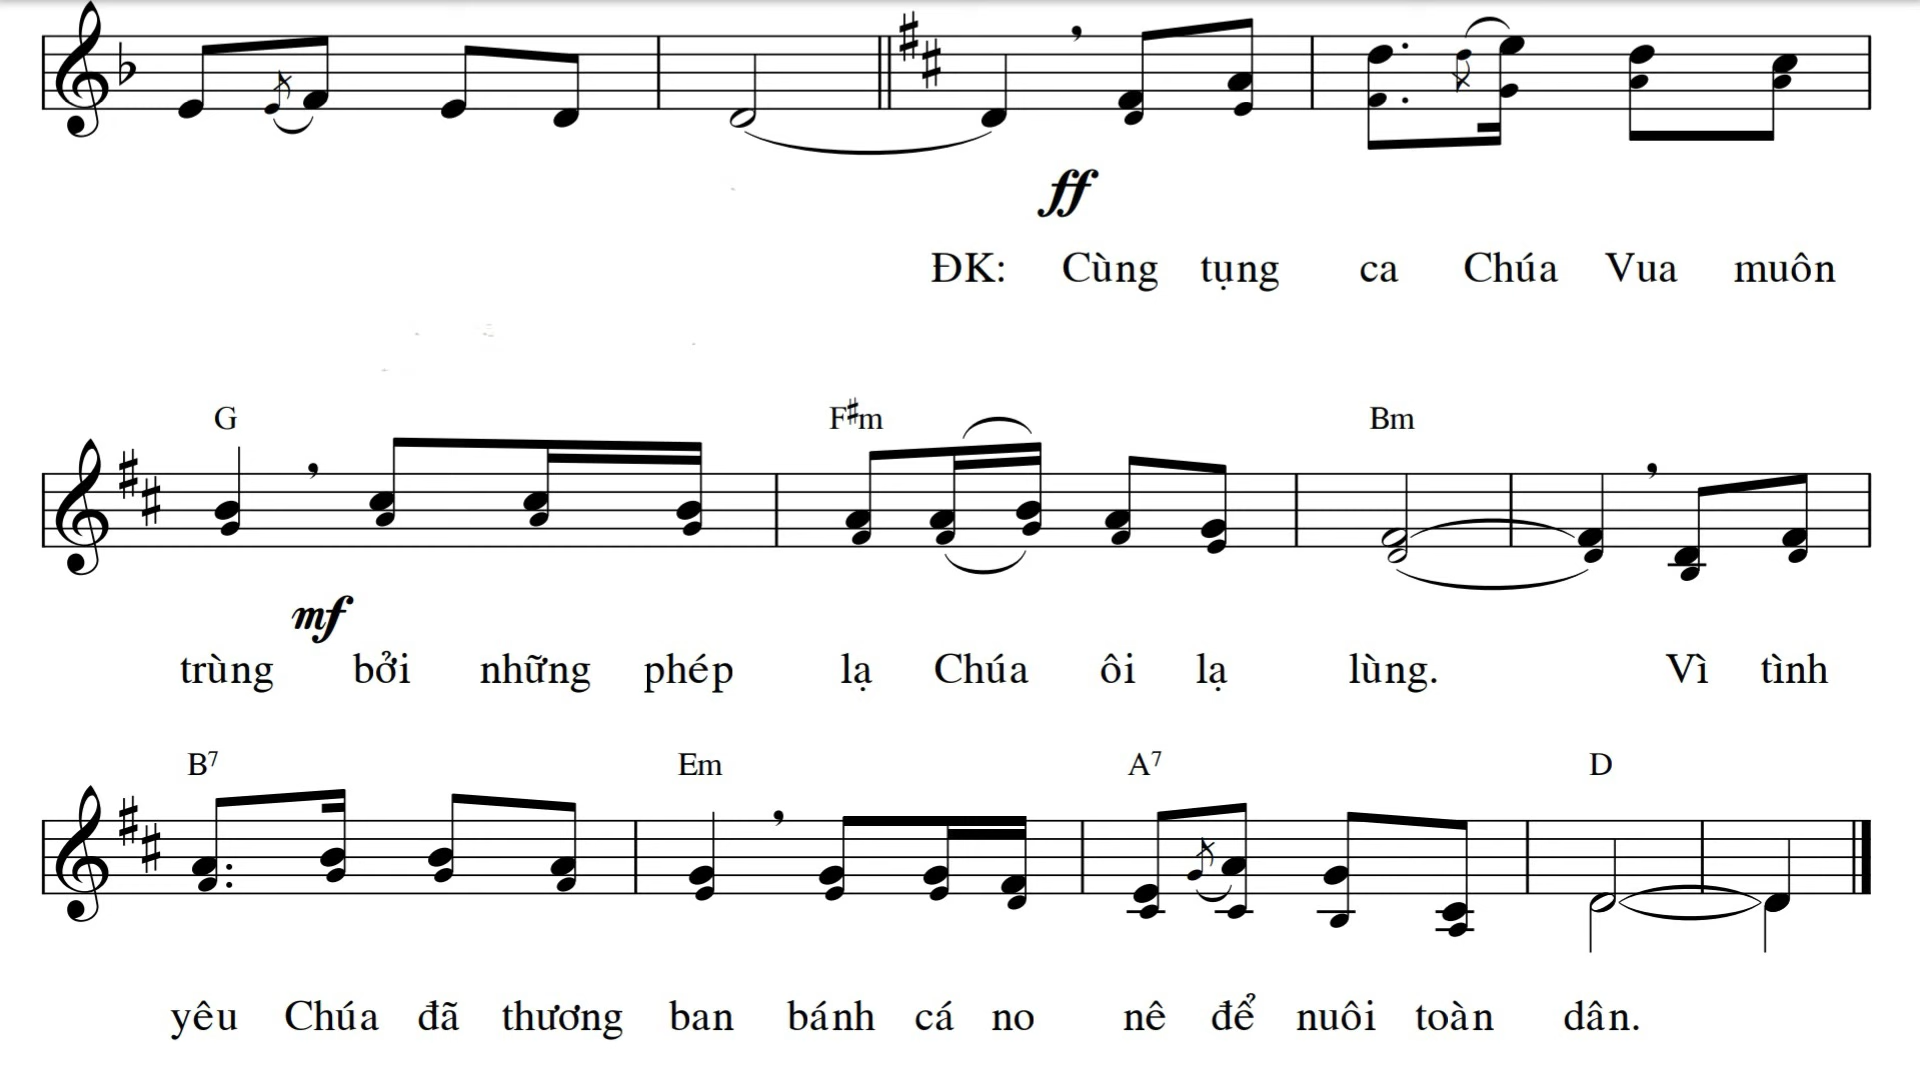 ff
ĐK: Cùng tụng ca Chúa Vua muôn
G F♯m Bm
mf
trùng bởi những phép lạ Chúa ôi lạ lùng. Vì tình
B7 Em A7 D
yêu Chúa đã thương ban bánh cá no nê để nuôi toàn dân.